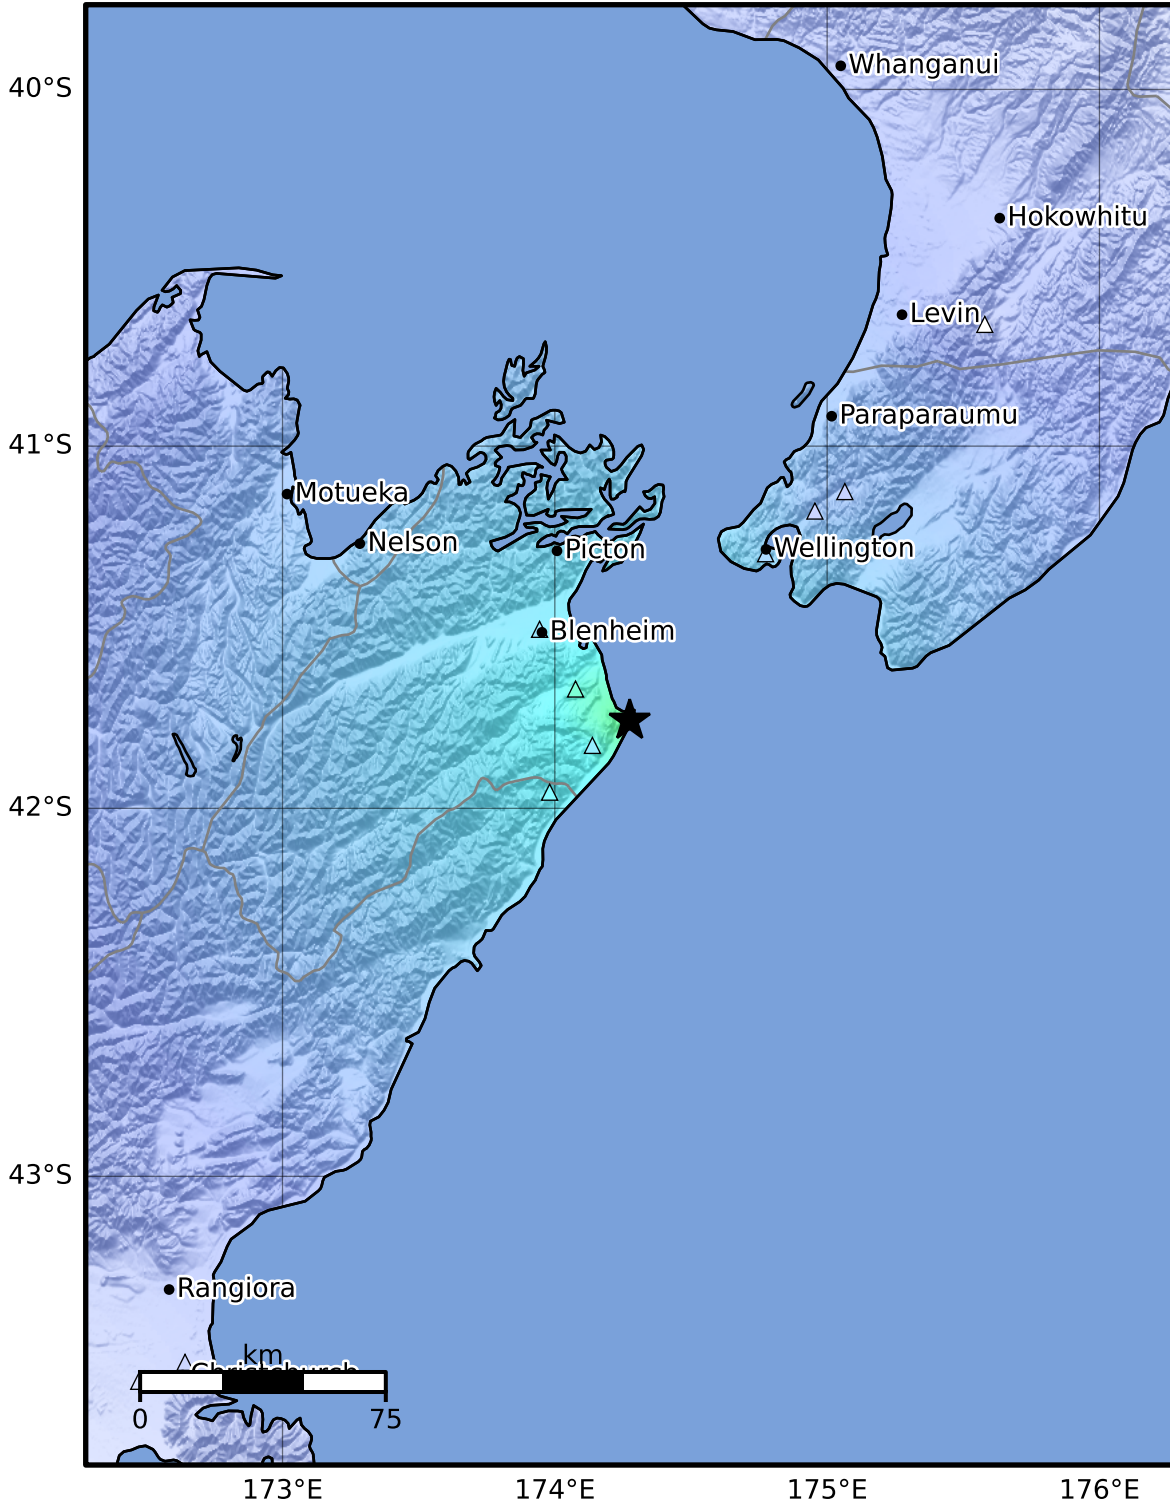 40°S
Whanganui
Hokowhitu
Levin
Paraparaumu
41°S
Motueka
Nelson
Picton
Wellington
Blenheim
42°S
43°S
Rangiora
km
Christchurch
0 75
173°E 174°E 175°E 176°E